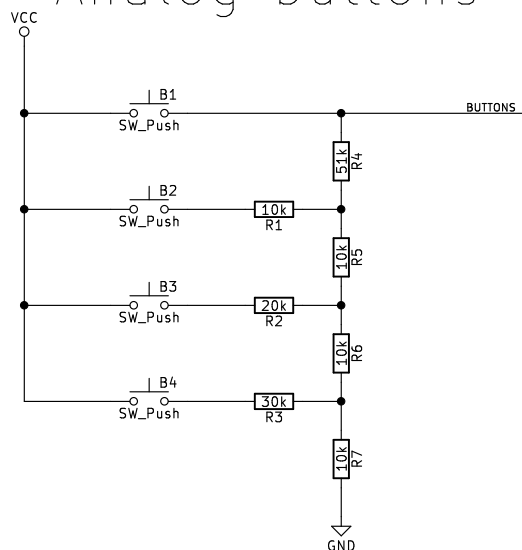 Analog buttons
VCC
B1
SW_Push
BUTTONS
51k
R4
B2
SW_Push
10k
R1
10k
R5
B3
SW_Push
20k
R2
10k
R6
B4
SW_Push
30k
R3
10k
R7
GND